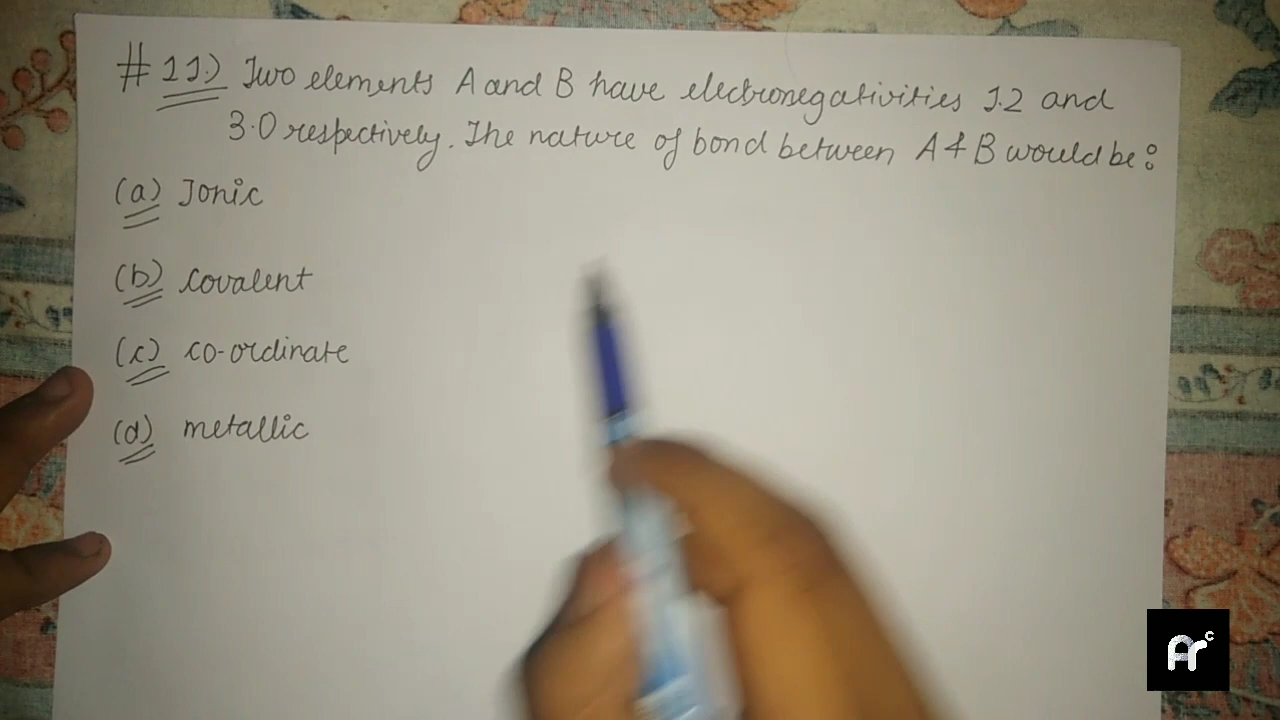 # 11.) Two elements A and B have electronegativities 1.2 and
3.0 respectively. The nature of bond between A & B would be:
(a) Ionic
(b) covalent
(c) co-ordinate
(d) metallic
Ar c